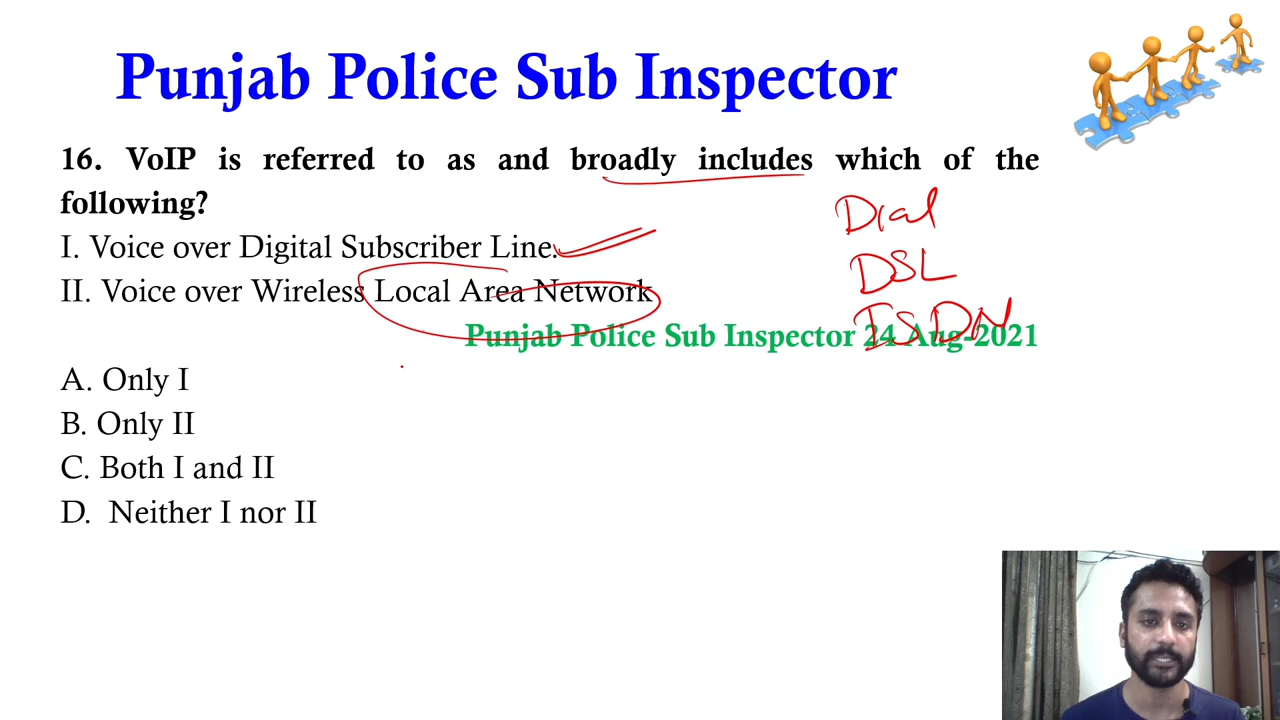 Punjab Police Sub Inspector
16. VoIP is referred to as and broadly includes which of the
following?
Dial
I. Voice over Digital Subscriber Line.
DSL
II. Voice over Wireless Local Area Network
ISDN
Punjab Police Sub Inspector 24 Aug-2021
A. Only I
B. Only II
C. Both I and II
D. Neither I nor II